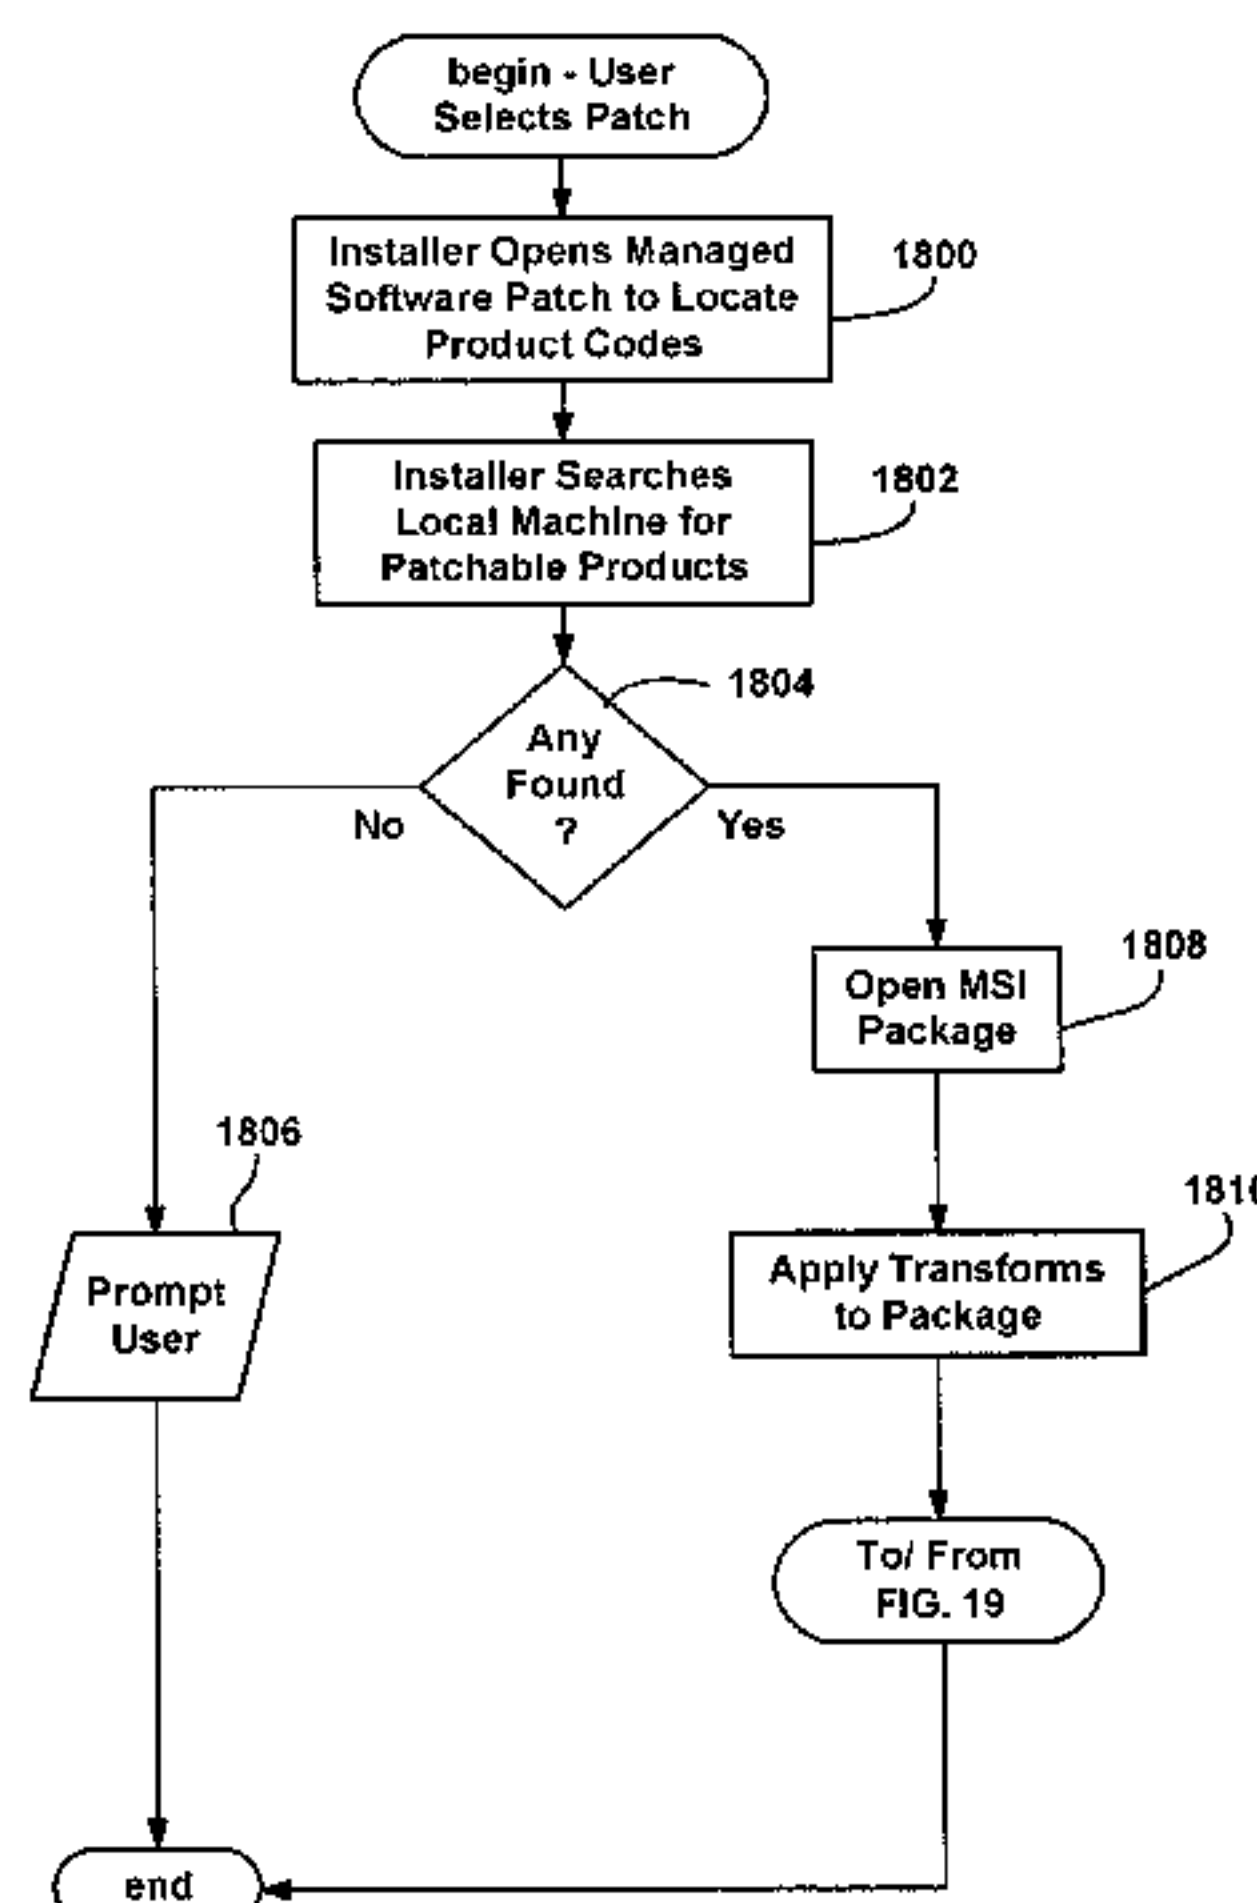 begin - User
Selects Patch
Installer Opens Managed
Software Patch to Locate
Product Codes
1800
Installer Searches
Local Machine for
Patchable Products
1802
1804
Any
Found
?
No
Yes
1808
Open MSI
Package
1806
Prompt
User
1810
Apply Transforms
to Package
To/ From
FIG. 19
end